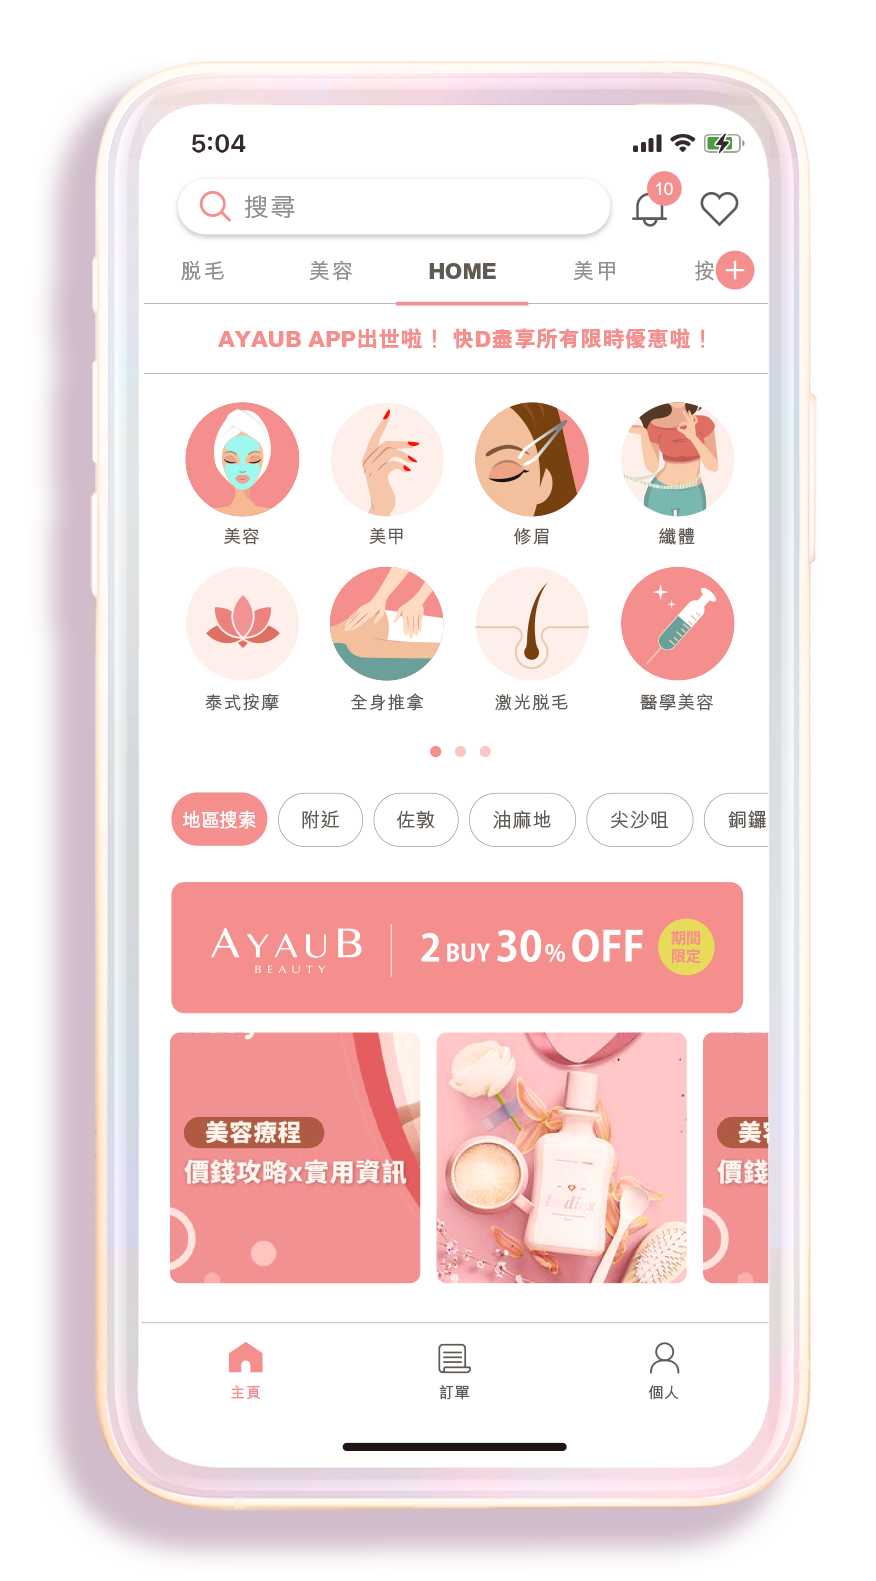 5:04
搜尋
10
脱毛 美容 HOME 美甲 按
AYAUB APP出世啦！ 快D盡享所有限時優惠啦！
美容 美甲 修眉 纖體
泰式按摩 全身推拿 激光脱毛 醫學美容
地區搜索 附近 佐敦 油麻地 尖沙咀 銅鑼
AYAUB
BEAUTY
2 BUY 30% OFF
期間
限定
美容療程
價錢攻略x實用資訊
Ladies
美容
價錢
主頁 訂單 個人